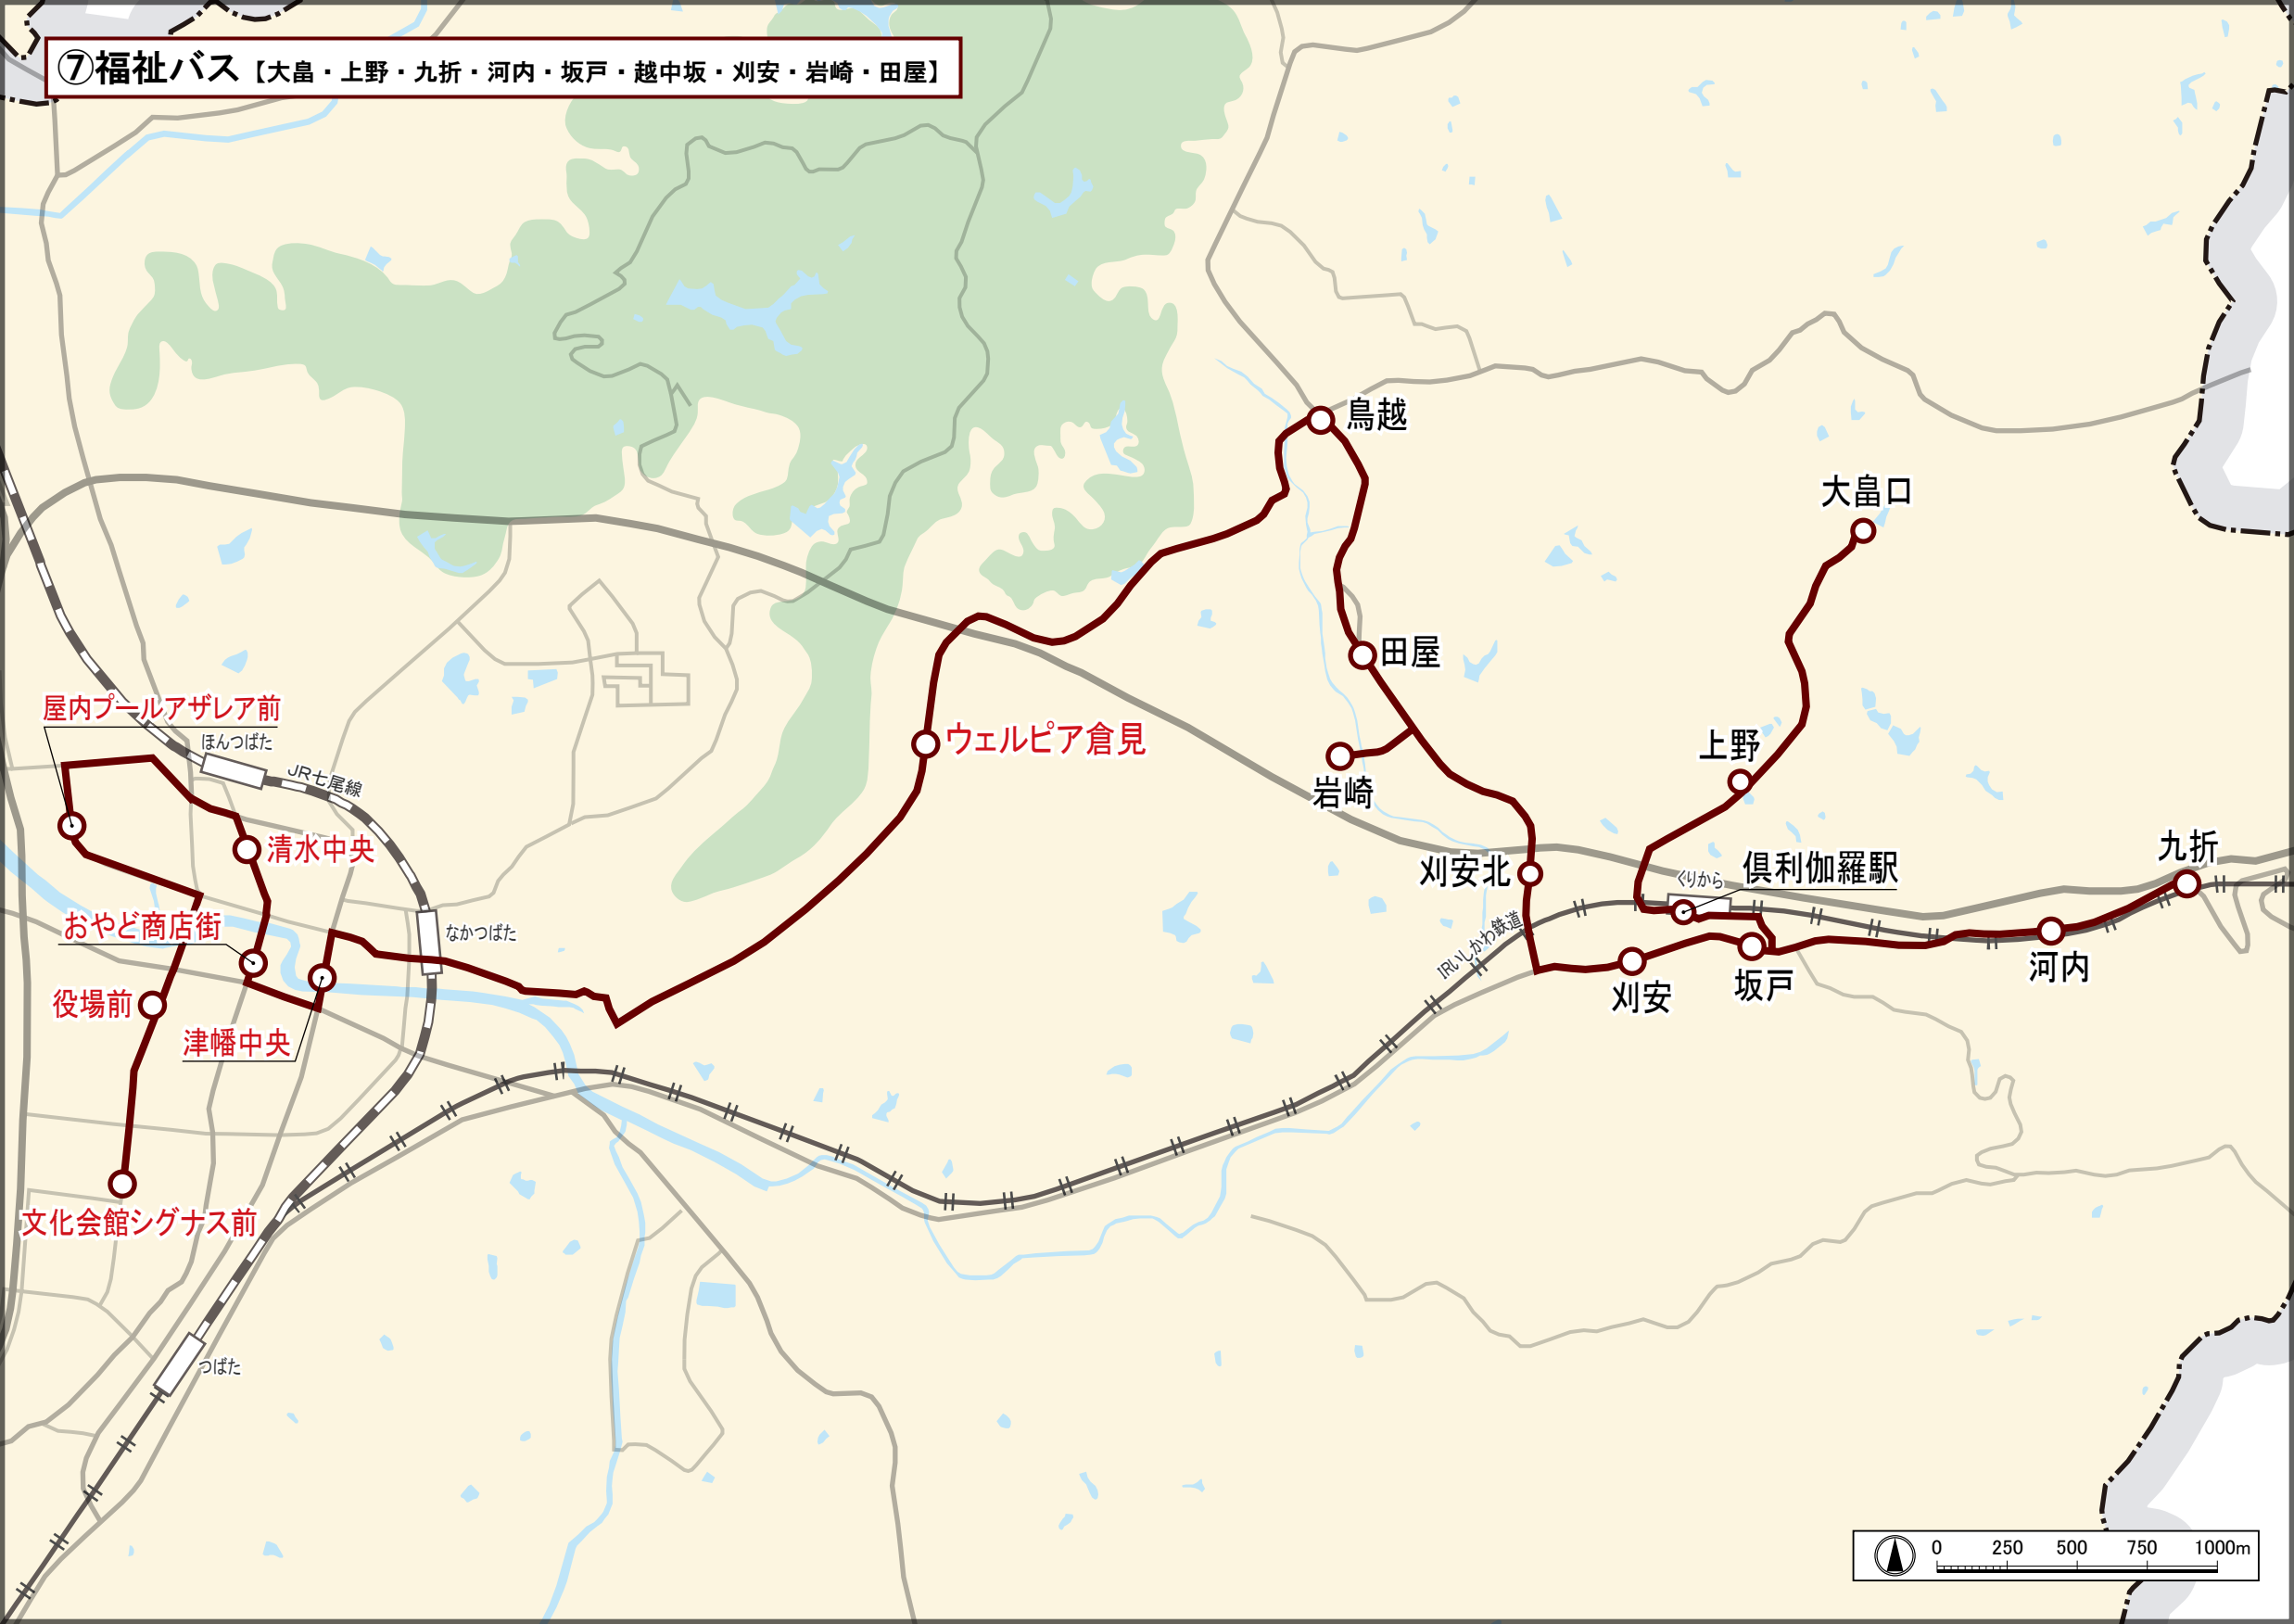 ⑦福祉バス【大畠・上野・九折・河内・坂戸・越中坂・刈安・岩崎・田屋】
鳥越
大畠口
田屋
屋内プールアザレア前
ほんつばた
ウェルピア倉見
上野
JR七尾線
岩崎
清水中央
九折
刈安北
倶利伽羅駅
くりから
おやど商店街
なかつばた
IRいしかわ鉄道
河内
坂戸
刈安
役場前
津幡中央
文化会館シグナス前
つばた
0 250 500 750 1000m